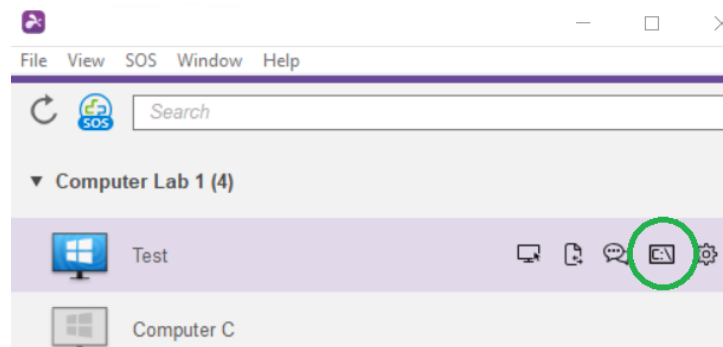 File View SOS Window Help
SOS
Search
Computer Lab 1 (4)
Test
C:\
Computer C